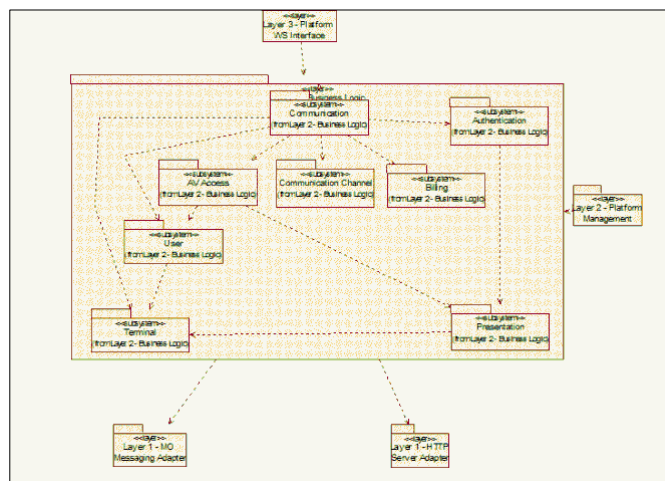 <<layer>>
Layer 3 - Platform
WS Interface
<<layer>>
Business Logic
<<subsystem>>
Communication
(from Layer 2 - Business Logic)
<<subsystem>>
Authentication
(from Layer 2 - Business Logic)
<<subsystem>>
AV Access
(from Layer 2 - Business Logic)
<<subsystem>>
Communication Channel
(from Layer 2 - Business Logic)
<<subsystem>>
Billing
(from Layer 2 - Business Logic)
<<layer>>
Layer 2 - Platform
Management
<<subsystem>>
User
(from Layer 2 - Business Logic)
<<subsystem>>
Terminal
(from Layer 2 - Business Logic)
<<subsystem>>
Presentation
(from Layer 2 - Business Logic)
<<layer>>
Layer 1 - MO
Messaging Adapter
<<layer>>
Layer 1 - HTTP
Server Adapter